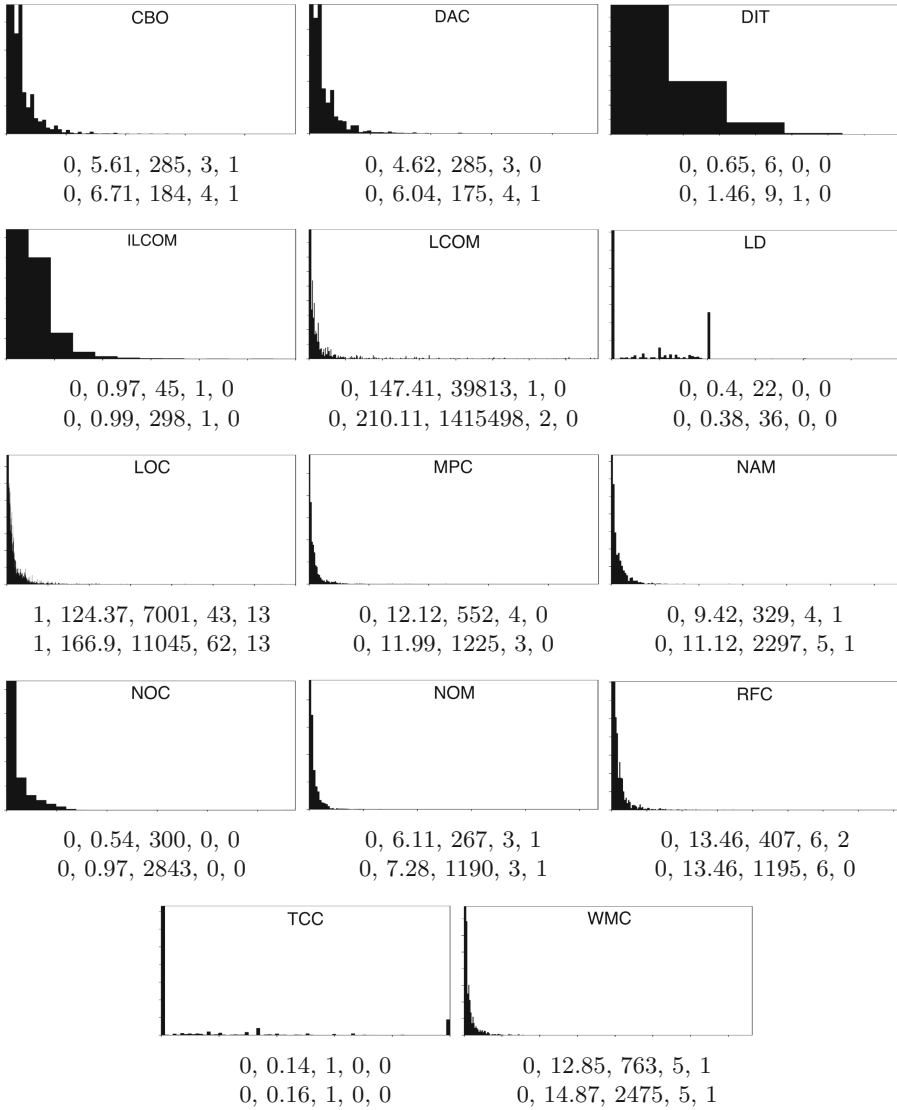 CBO DAC DIT
0, 5.61, 285, 3, 1 0, 4.62, 285, 3, 0 0, 0.65, 6, 0, 0
0, 6.71, 184, 4, 1 0, 6.04, 175, 4, 1 0, 1.46, 9, 1, 0
ILCOM LCOM LD
0, 0.97, 45, 1, 0 0, 147.41, 39813, 1, 0 0, 0.4, 22, 0, 0
0, 0.99, 298, 1, 0 0, 210.11, 1415498, 2, 0 0, 0.38, 36, 0, 0
LOC MPC NAM
1, 124.37, 7001, 43, 13 0, 12.12, 552, 4, 0 0, 9.42, 329, 4, 1
1, 166.9, 11045, 62, 13 0, 11.99, 1225, 3, 0 0, 11.12, 2297, 5, 1
NOC NOM RFC
0, 0.54, 300, 0, 0 0, 6.11, 267, 3, 1 0, 13.46, 407, 6, 2
0, 0.97, 2843, 0, 0 0, 7.28, 1190, 3, 1 0, 13.46, 1195, 6, 0
TCC WMC
0, 0.14, 1, 0, 0 0, 12.85, 763, 5, 1
0, 0.16, 1, 0, 0 0, 14.87, 2475, 5, 1